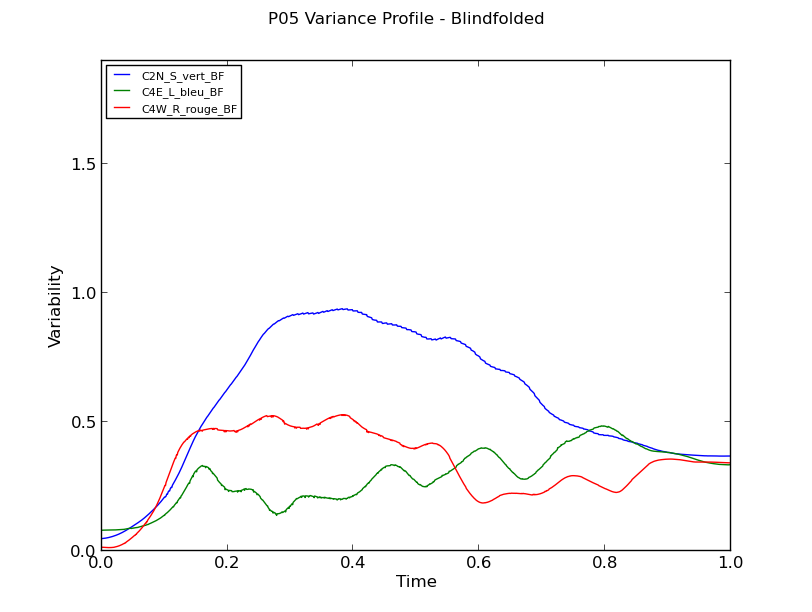 P05 Variance Profile - Blindfolded
C2N_S_vert_BF
C4E_L_bleu_BF
C4W_R_rouge_BF
1.5
1.0
0.5
0.0
Variability
0.0 0.2 0.4 0.6 0.8 1.0
Time